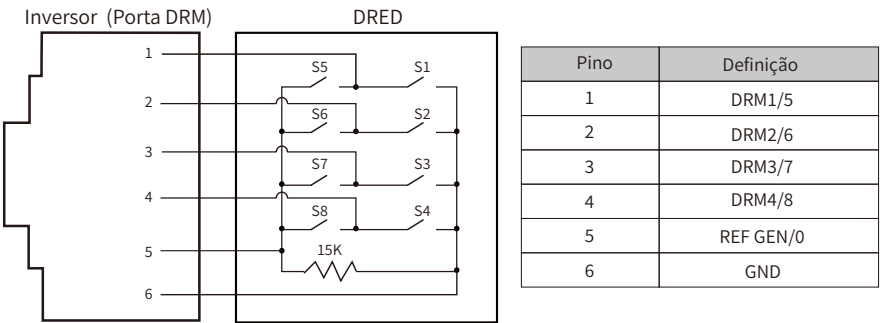 Inversor (Porta DRM)
DRED
1
2
3
4
5
6
S5
S1
S6
S2
S7
S3
S8
S4
15K
Pino Definição
1 DRM1/5
2 DRM2/6
3 DRM3/7
4 DRM4/8
5 REF GEN/0
6 GND